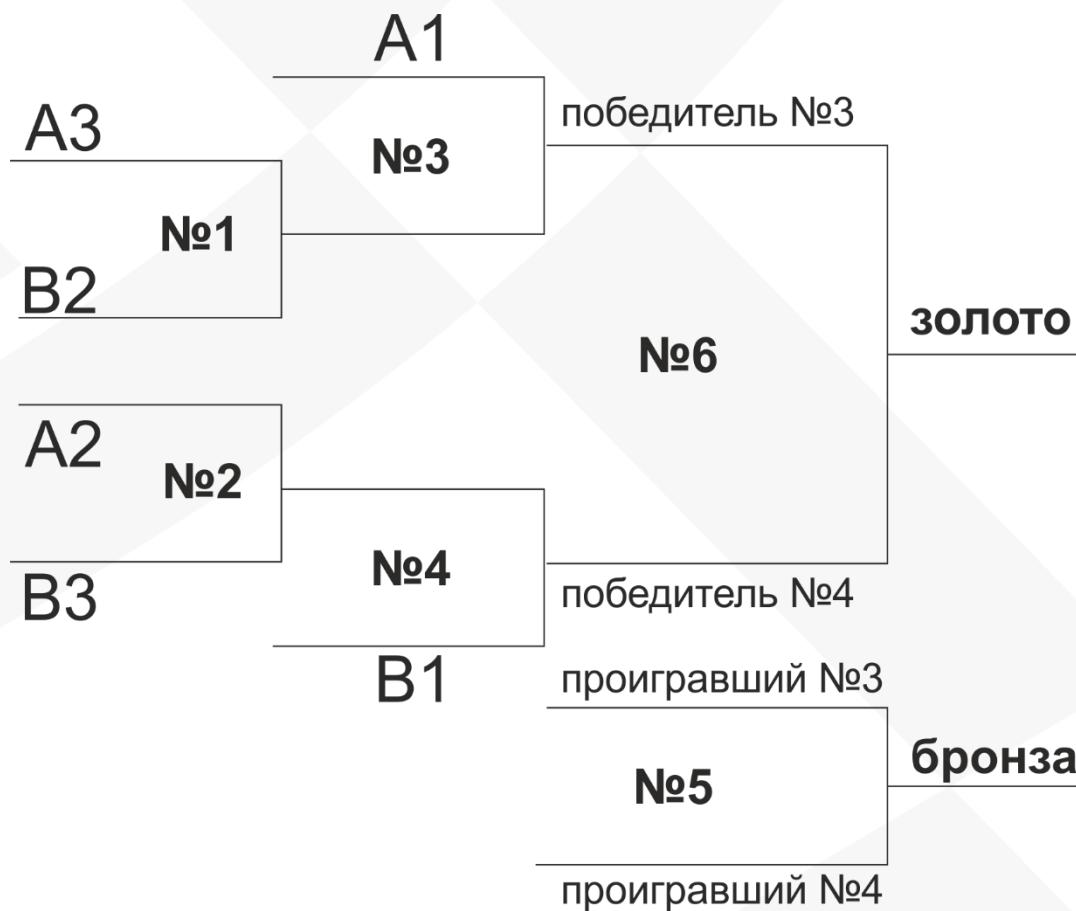 A1
A3
победитель №3
№3
№1
B2
золото
№6
A2
№2
№4
B3
победитель №4
B1
проигравший №3
бронза
№5
проигравший №4